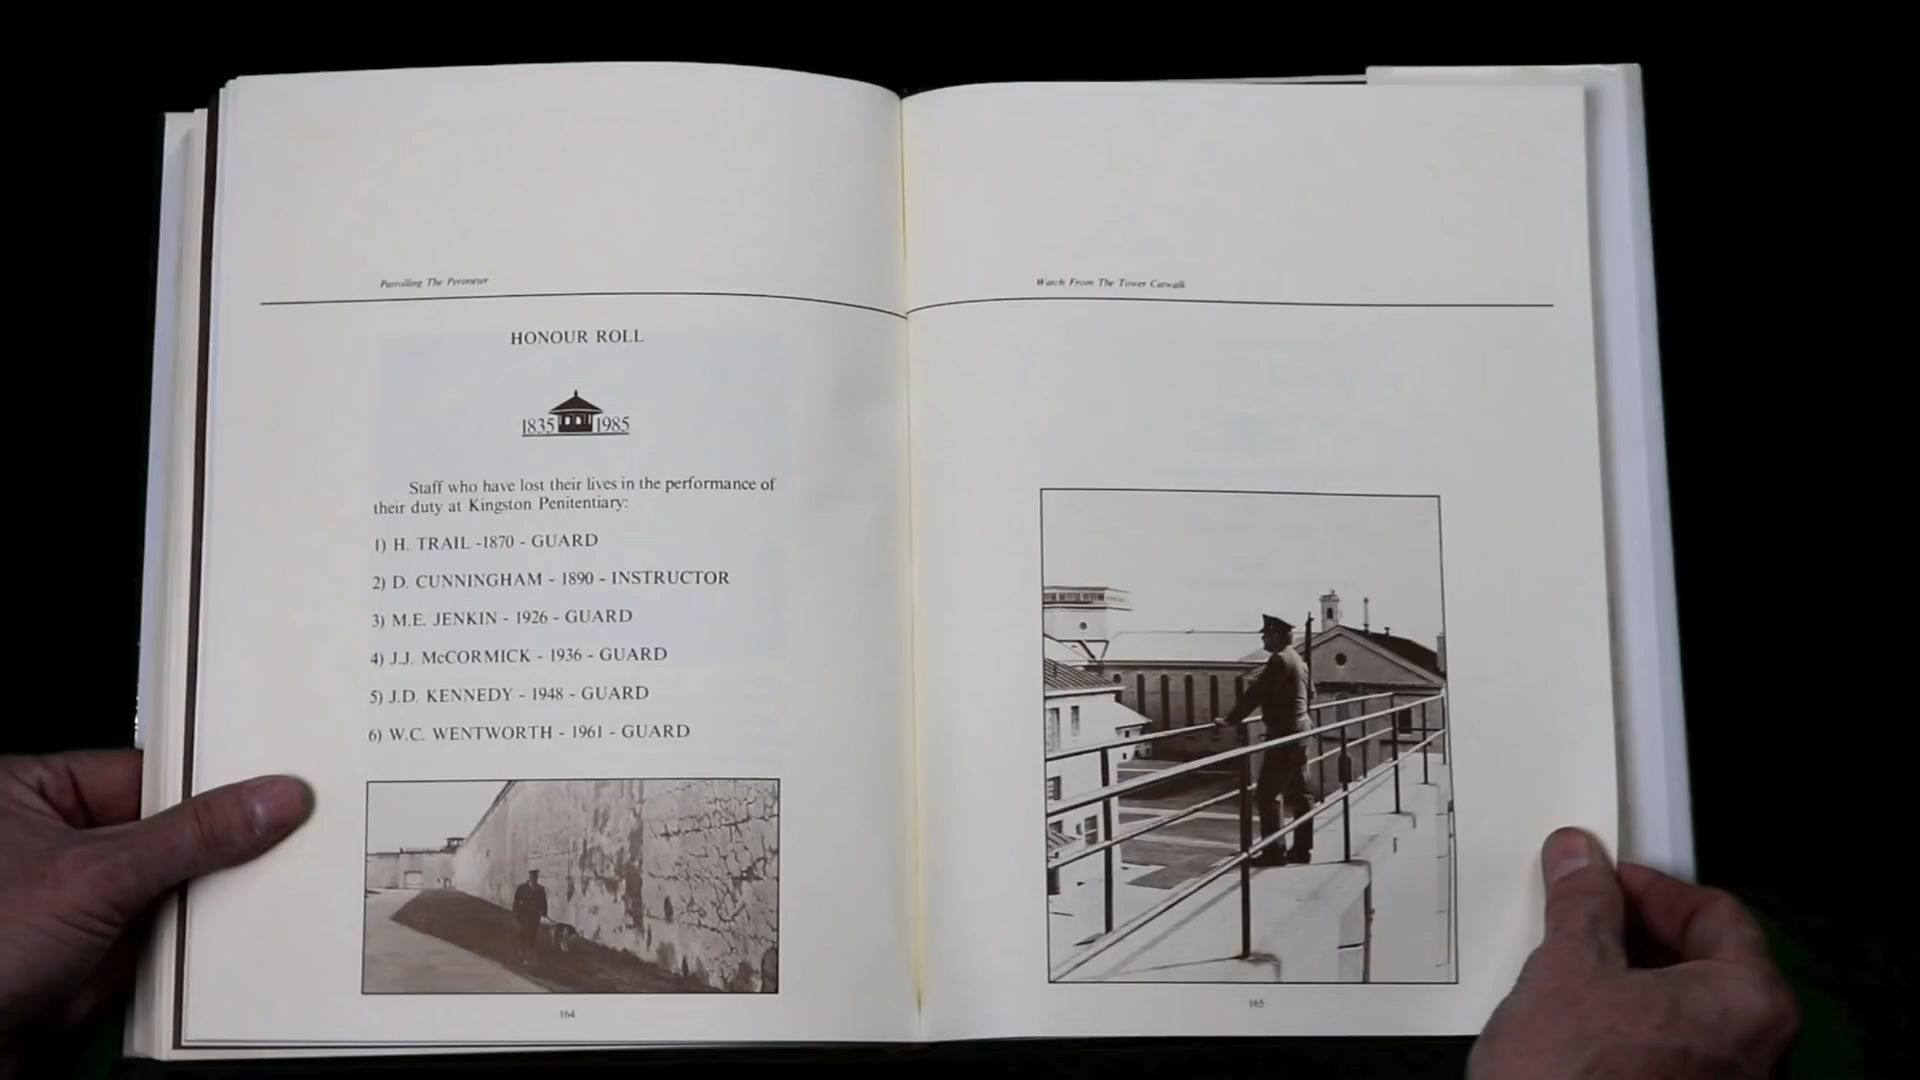 Patrolling The Perimeter
HONOUR ROLL
1835 1985
Staff who have lost their lives in the performance of
their duty at Kingston Penitentiary:
1) H. TRAIL -1870 - GUARD
2) D. CUNNINGHAM - 1890 - INSTRUCTOR
3) M.E. JENKIN - 1926 - GUARD
4) J.J. McCORMICK - 1936 - GUARD
5) J.D. KENNEDY - 1948 - GUARD
6) W.C. WENTWORTH - 1961 - GUARD
164
Watch From The Tower Catwalk
165